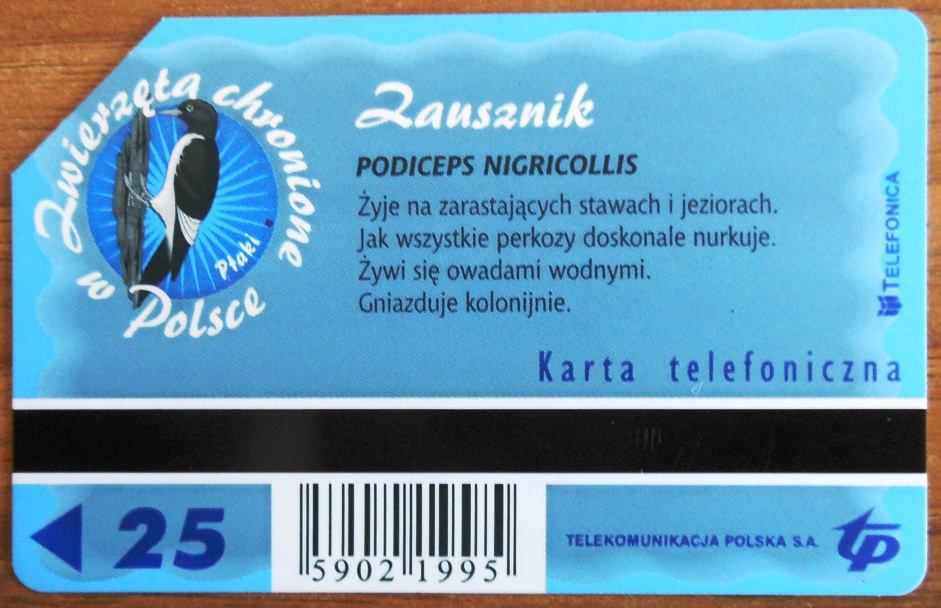 Zwierzęta chronione
w Polsce
Ptaki
Zausznik
PODICEPS NIGRICOLLIS
Żyje na zarastających stawach i jeziorach.
Jak wszystkie perkozy doskonale nurkuje.
Żywi się owadami wodnymi.
Gniazduje kolonijnie.
TELEFONICA
Karta telefoniczna
25
5902 1995
TELEKOMUNIKACJA POLSKA S.A.
tp